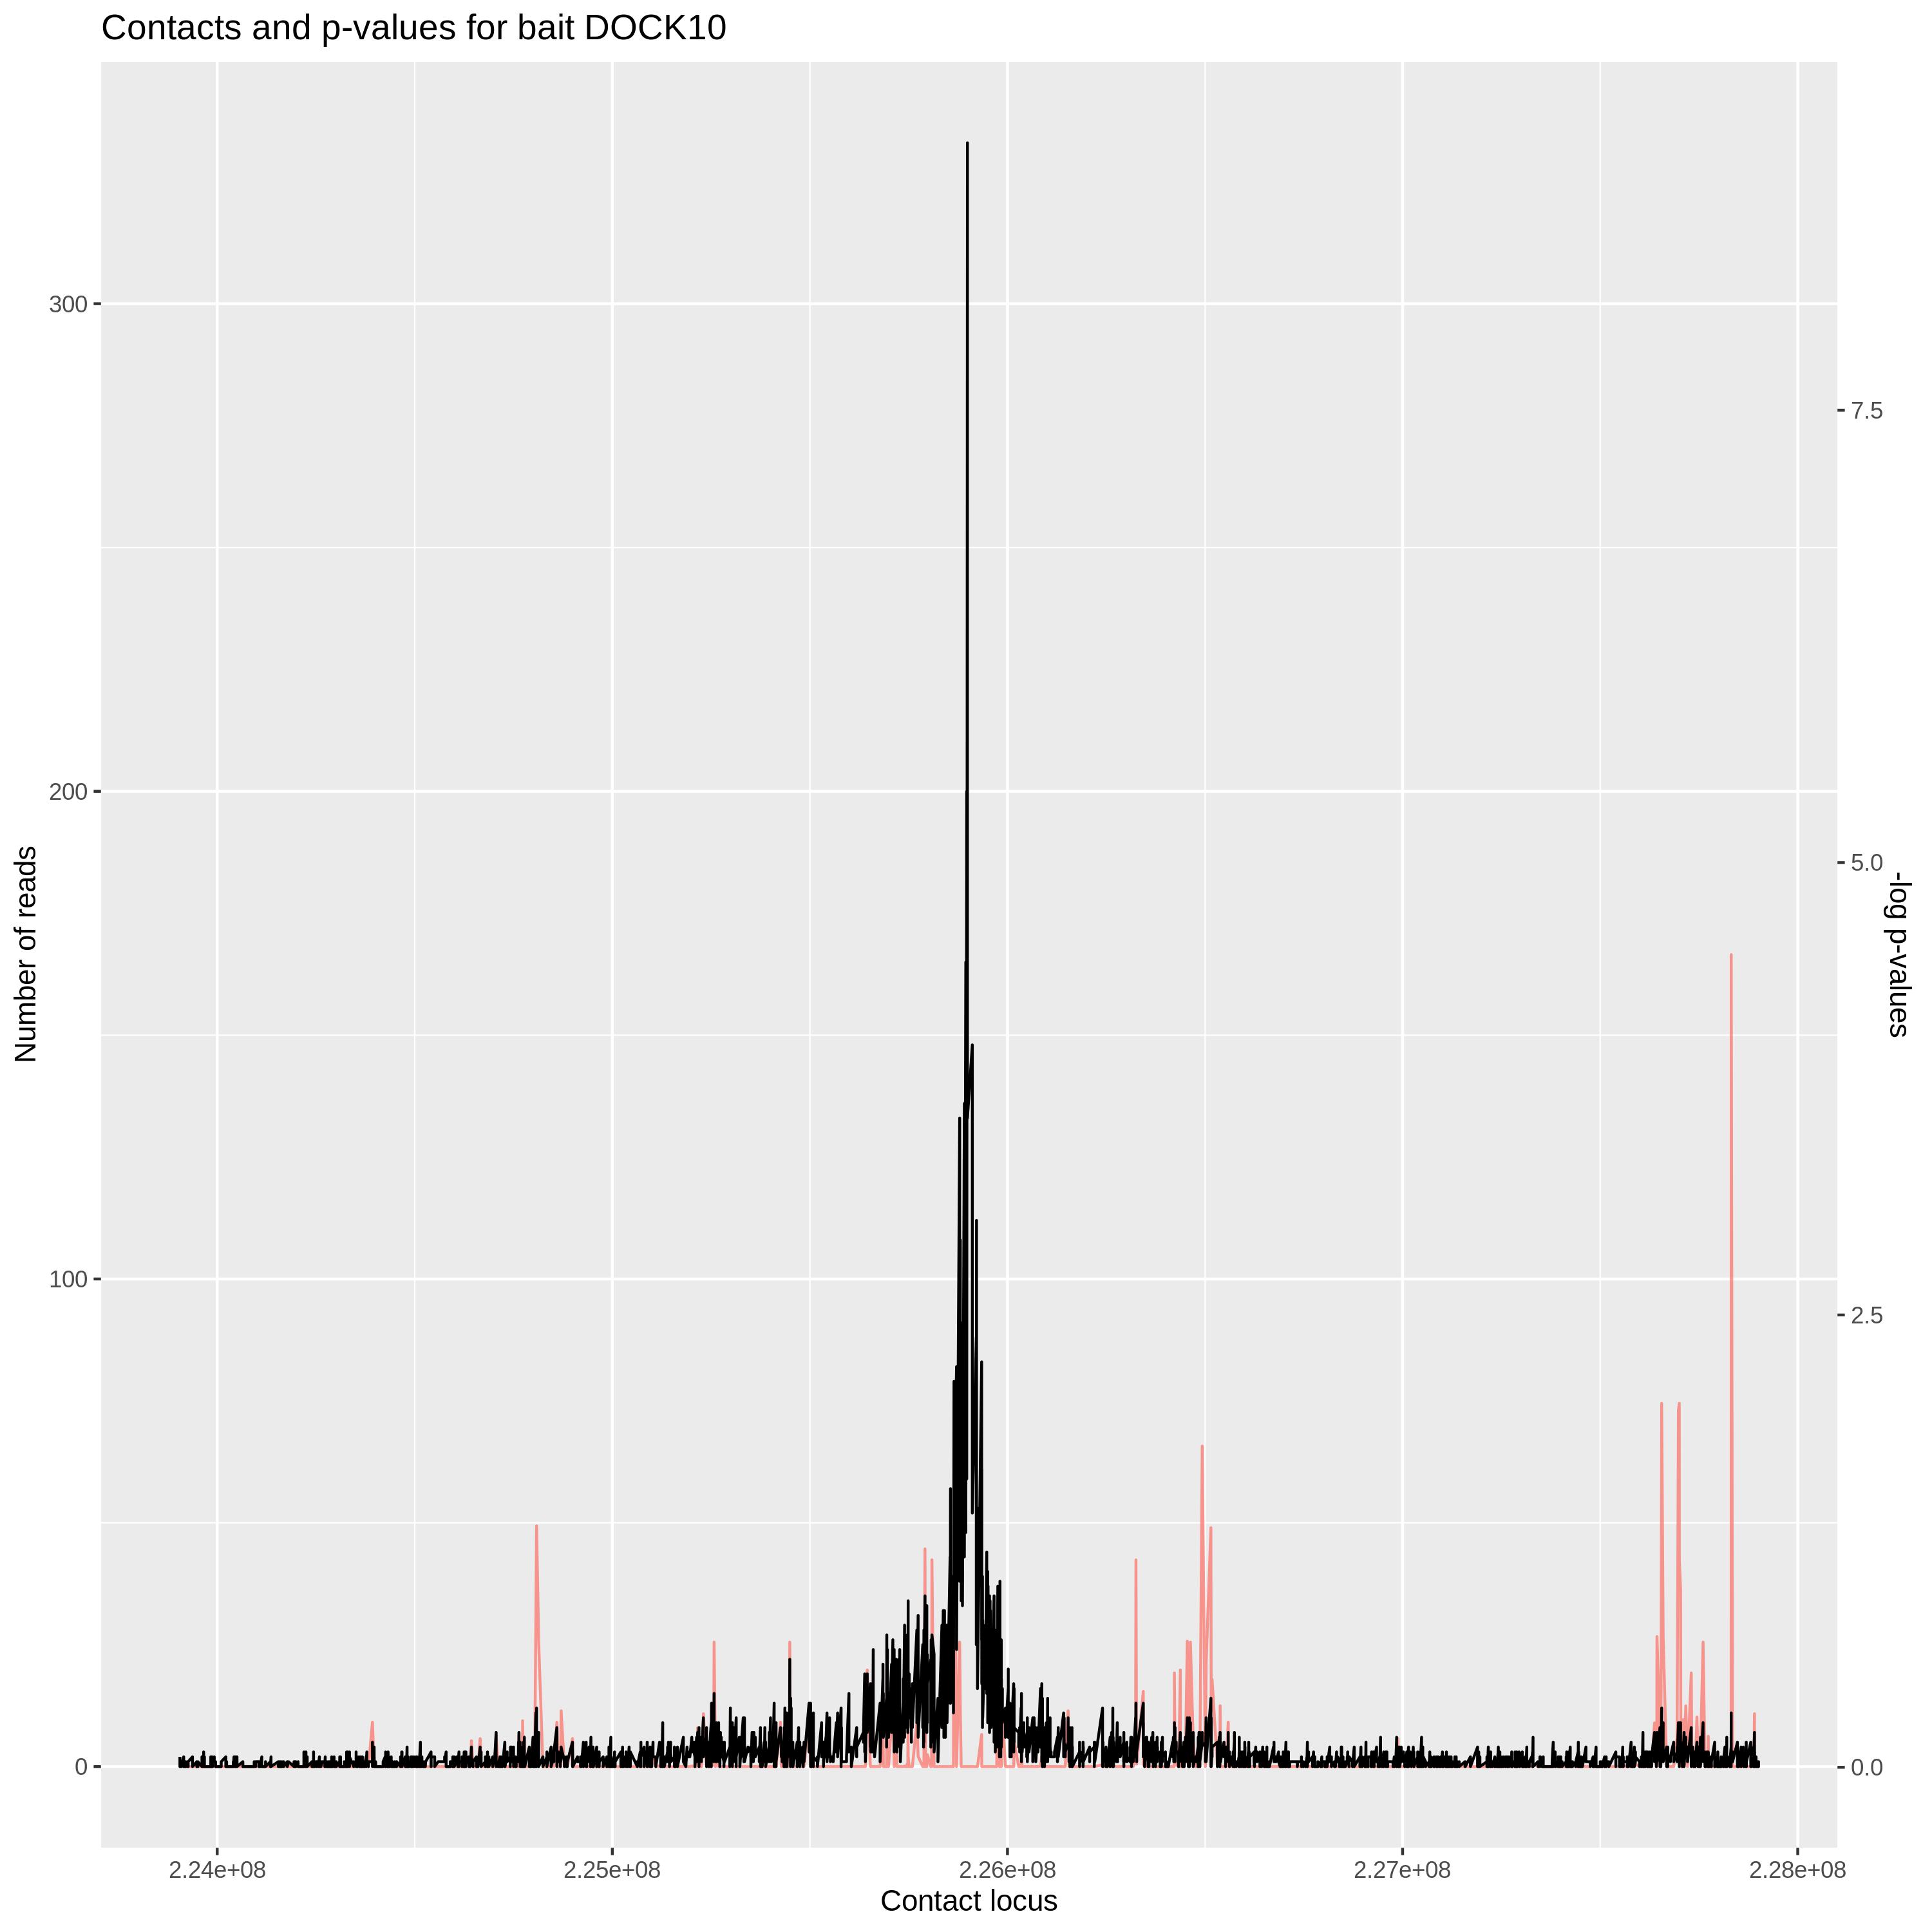 Contacts and p-values for bait DOCK10
300
200
100
0
Number of reads
7.5
5.0
2.5
0.0
-log p-values
2.24e+08
2.25e+08
2.26e+08
2.27e+08
2.28e+08
Contact locus